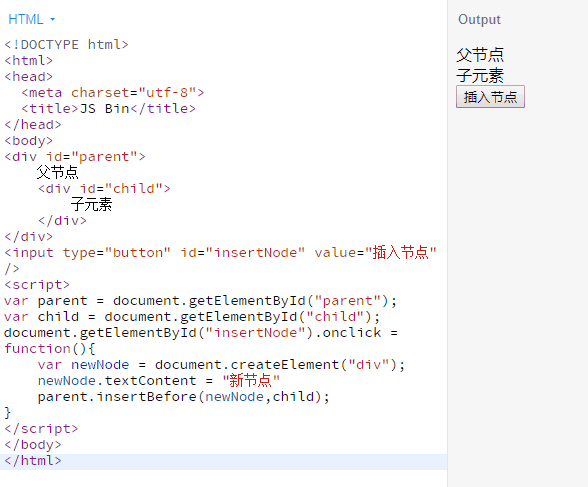 HTML
Output
<!DOCTYPE html>
<html>
<head>
  <meta charset="utf-8">
  <title>JS Bin</title>
</head>
<body>
<div id="parent">
    父节点
    <div id="child">
        子元素
    </div>
</div>
<input type="button" id="insertNode" value="插入节点"
/>
<script>
var parent = document.getElementById("parent");
var child = document.getElementById("child");
document.getElementById("insertNode").onclick =
function(){
    var newNode = document.createElement("div");
    newNode.textContent = "新节点"
    parent.insertBefore(newNode,child);
}
</script>
</body>
</html>
父节点
子元素
插入节点